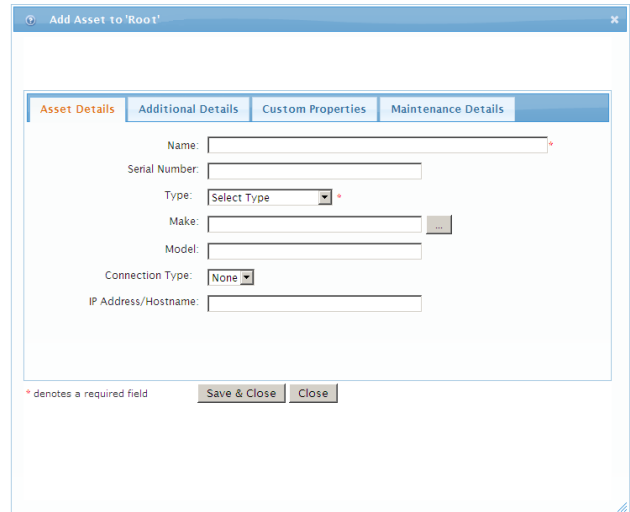 Add Asset to 'Root'
Asset Details Additional Details Custom Properties Maintenance Details
Name: *
Serial Number:
Type: Select Type *
Make: ...
Model:
Connection Type: None
IP Address/Hostname:
* denotes a required field Save & Close Close